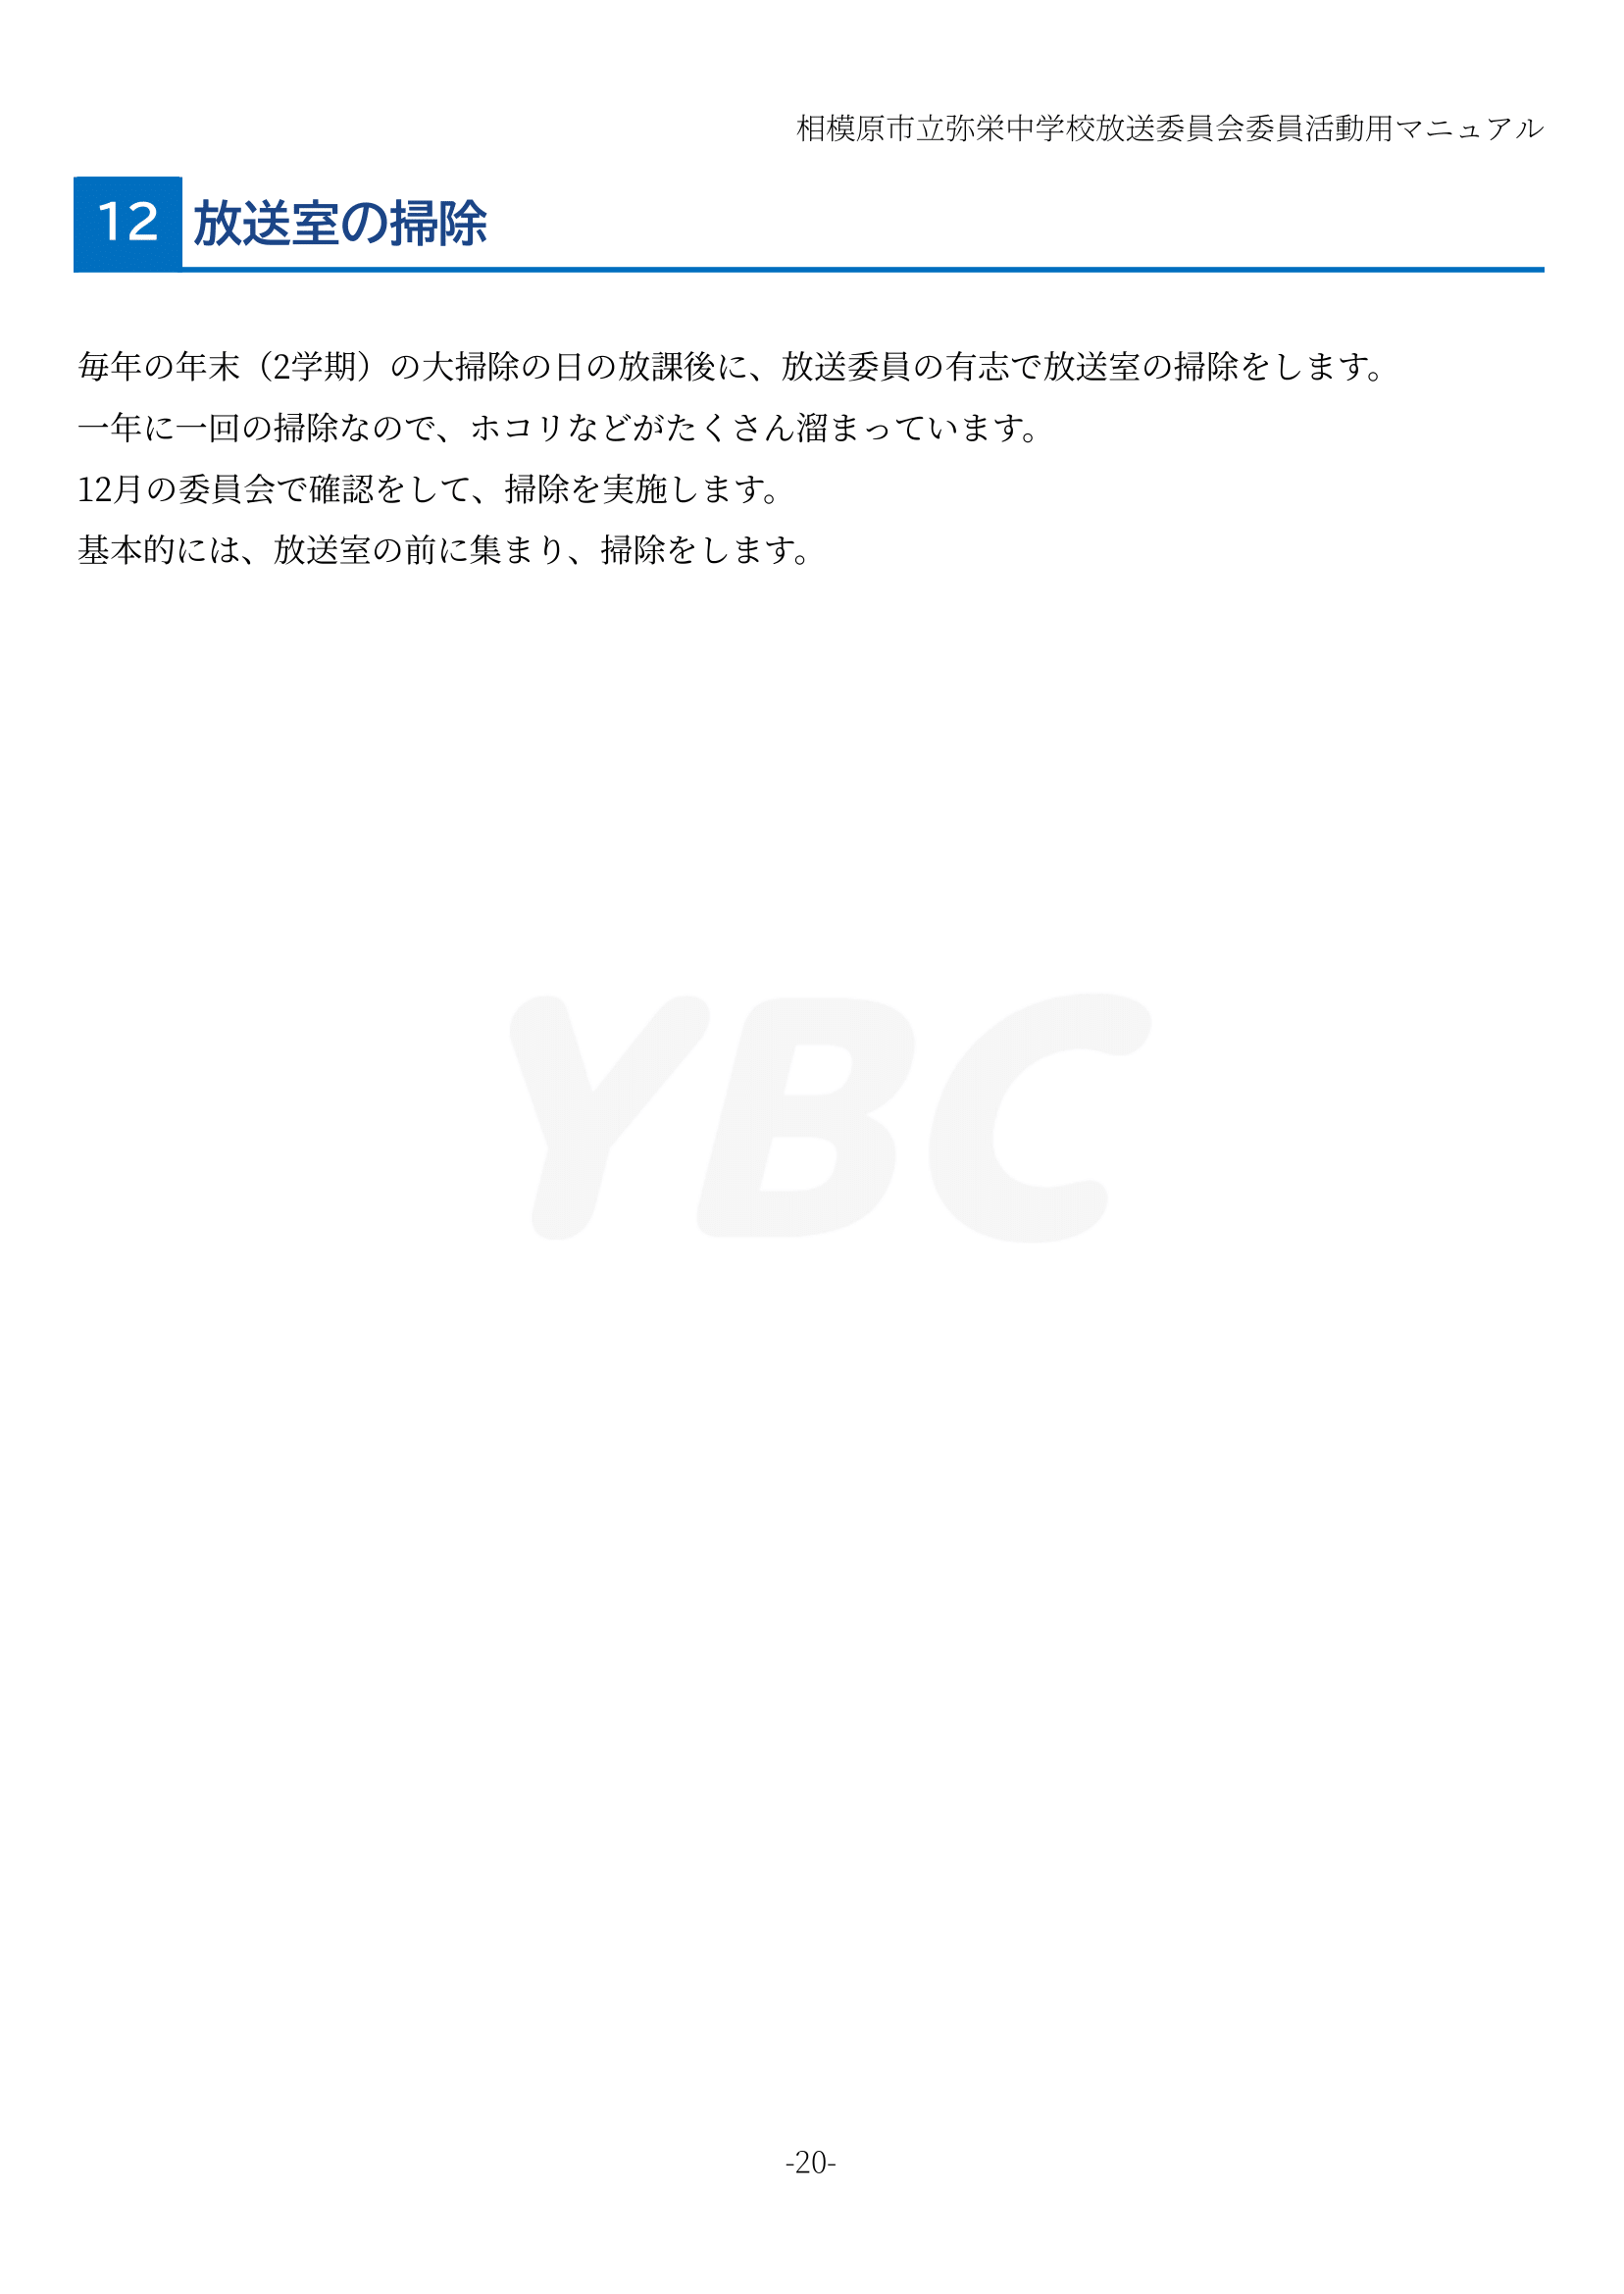 相模原市立弥栄中学校放送委員会委員活動用マニュアル
12 放送室の掃除
毎年の年末（2学期）の大掃除の日の放課後に、放送委員の有志で放送室の掃除をします。
一年に一回の掃除なので、ホコリなどがたくさん溜まっています。
12月の委員会で確認をして、掃除を実施します。
基本的には、放送室の前に集まり、掃除をします。
YBC
-20-